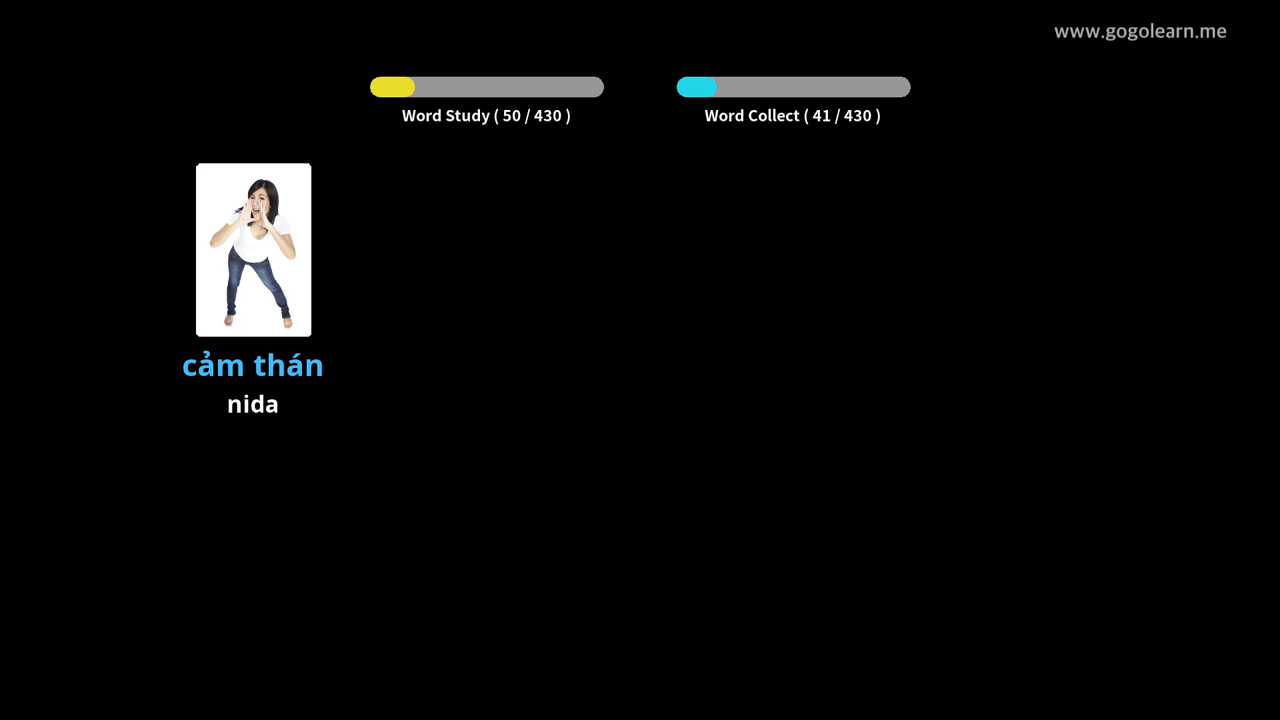 www.gogolearn.me
Word Study ( 50 / 430 )
Word Collect ( 41 / 430 )
cảm thán
nida